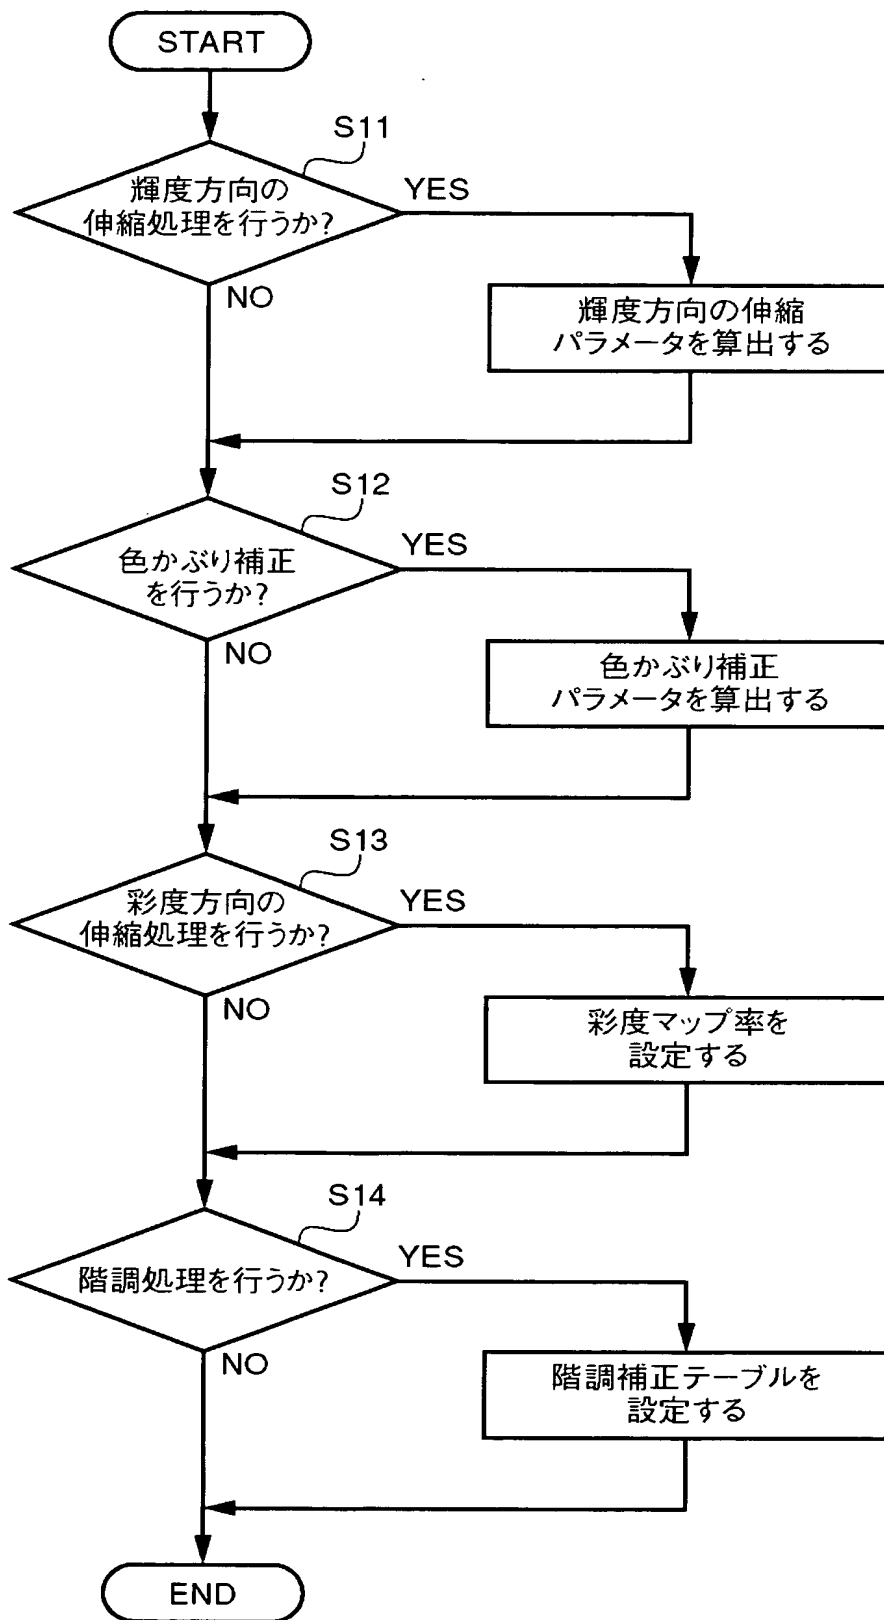 START
S11
輝度方向の
伸縮処理を行うか?
YES
NO
輝度方向の伸縮
パラメータを算出する
S12
色かぶり補正
を行うか?
YES
NO
色かぶり補正
パラメータを算出する
S13
彩度方向の
伸縮処理を行うか?
YES
NO
彩度マップ率を
設定する
S14
階調処理を行うか?
YES
NO
階調補正テーブルを
設定する
END